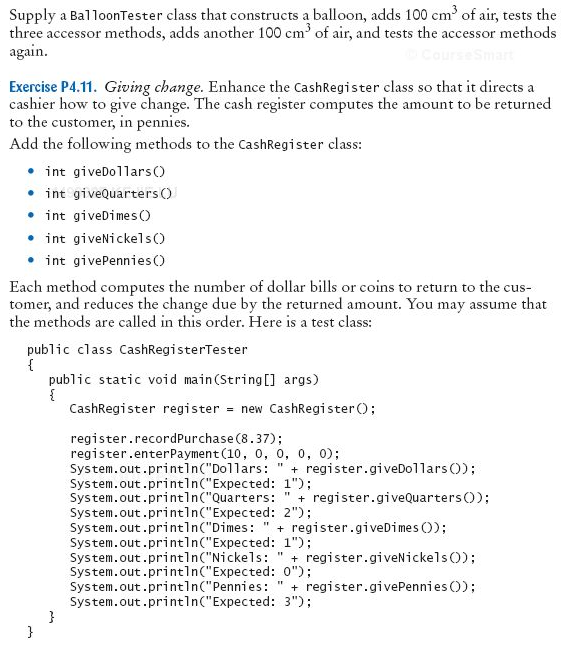 Supply a BalloonTester class that constructs a balloon, adds 100 cm³ of air, tests the
three accessor methods, adds another 100 cm³ of air, and tests the accessor methods
again.
CourseSmart
Exercise P4.11. Giving change. Enhance the CashRegister class so that it directs a
cashier how to give change. The cash register computes the amount to be returned
to the customer, in pennies.
Add the following methods to the CashRegister class:
• int giveDollars()
• int giveQuarters()
• int giveDimes()
• int giveNickels()
• int givePennies()
Each method computes the number of dollar bills or coins to return to the cus-
tomer, and reduces the change due by the returned amount. You may assume that
the methods are called in this order. Here is a test class:
public class CashRegisterTester
{
public static void main(String[] args)
{
CashRegister register = new CashRegister();
register.recordPurchase(8.37);
register.enterPayment(10, 0, 0, 0, 0);
System.out.println("Dollars: " + register.giveDollars());
System.out.println("Expected: 1");
System.out.println("Quarters: " + register.giveQuarters());
System.out.println("Expected: 2");
System.out.println("Dimes: " + register.giveDimes());
System.out.println("Expected: 1");
System.out.println("Nickels: " + register.giveNickels());
System.out.println("Expected: 0");
System.out.println("Pennies: " + register.givePennies());
System.out.println("Expected: 3");
}
}